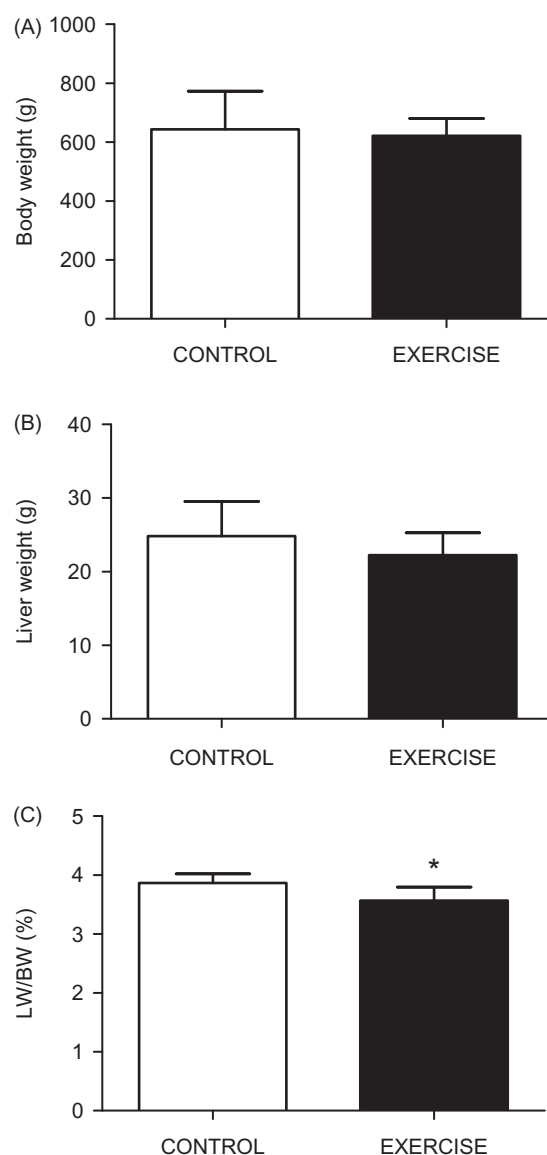 (A)
Body weight (g)
1000
800
600
400
200
0
CONTROL EXERCISE
(B)
Liver weight (g)
40
30
20
10
0
CONTROL EXERCISE
(C)
LW/BW (%)
5
4
3
2
1
0
*
CONTROL EXERCISE